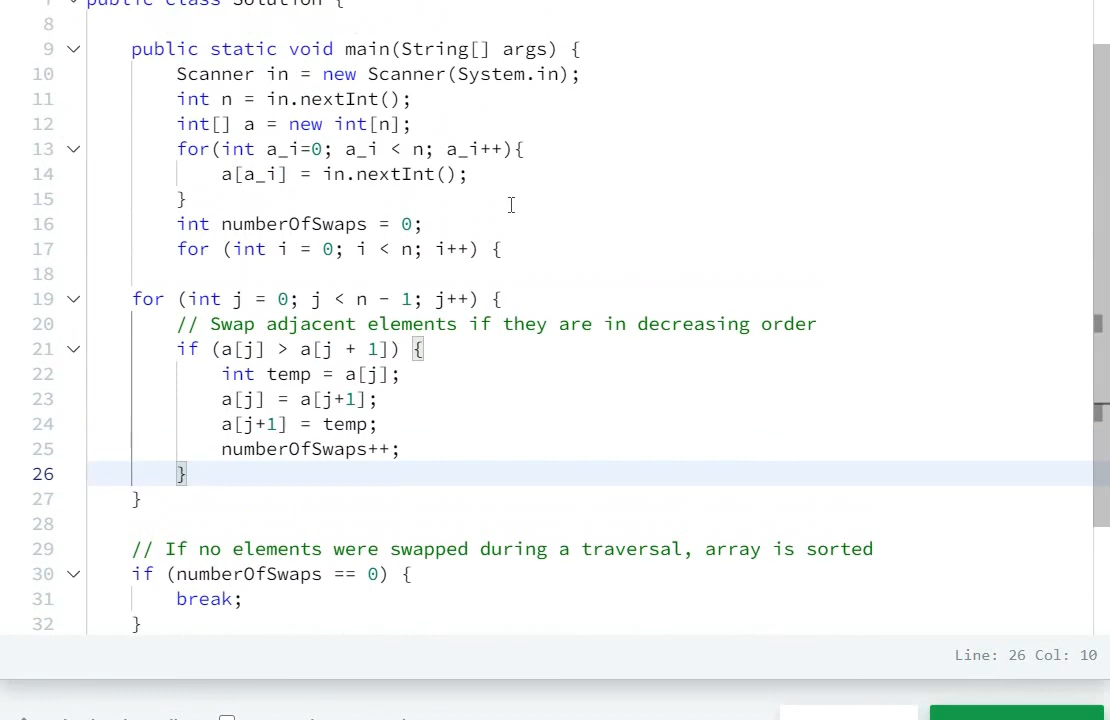 public class Solution {
8
9 public static void main(String[] args) {
10 Scanner in = new Scanner(System.in);
11 int n = in.nextInt();
12 int[] a = new int[n];
13 for(int a_i=0; a_i < n; a_i++){
14 a[a_i] = in.nextInt();
15 }
16 int numberOfSwaps = 0;
17 for (int i = 0; i < n; i++) {
18
19 for (int j = 0; j < n - 1; j++) {
20 // Swap adjacent elements if they are in decreasing order
21 if (a[j] > a[j + 1]) {
22 int temp = a[j];
23 a[j] = a[j+1];
24 a[j+1] = temp;
25 numberOfSwaps++;
26 }
27 }
28
29 // If no elements were swapped during a traversal, array is sorted
30 if (numberOfSwaps == 0) {
31 break;
32 }
Line: 26 Col: 10